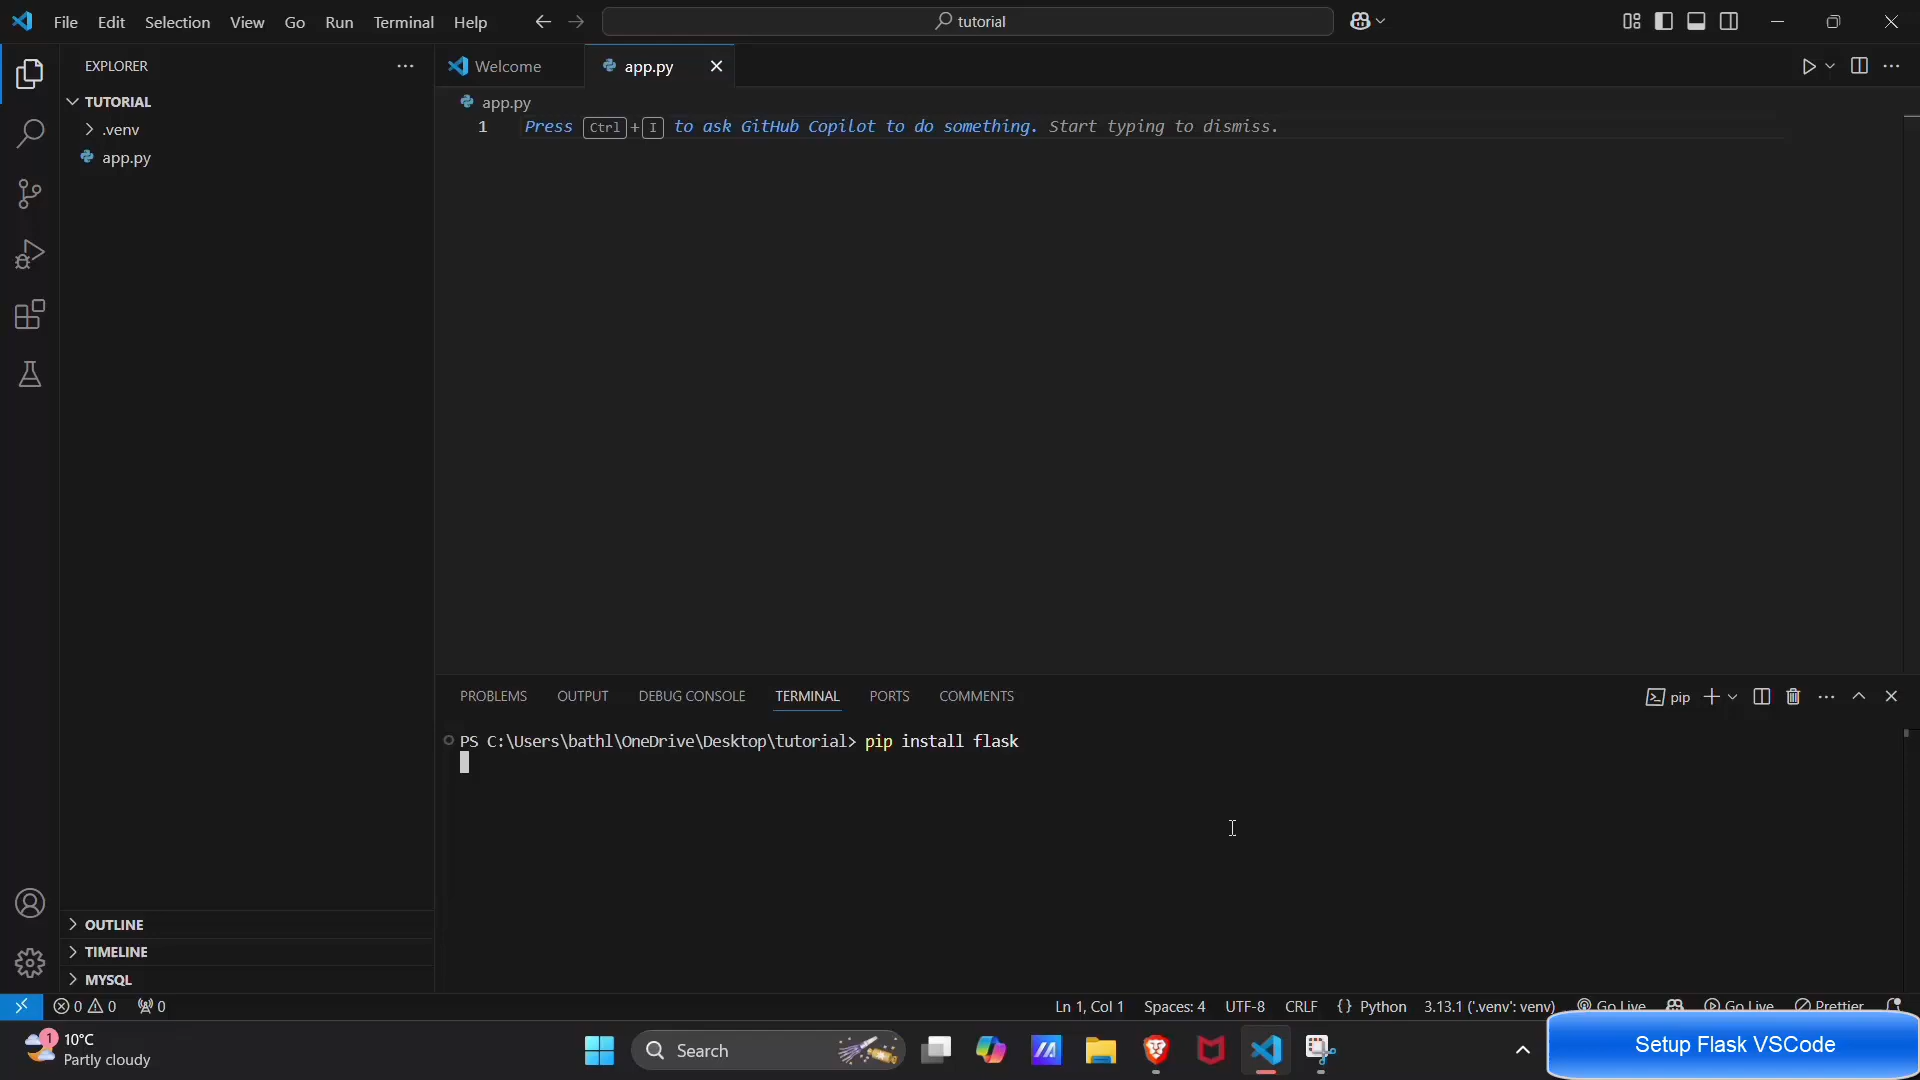 File Edit Selection View Go Run Terminal Help
tutorial
EXPLORER
Welcome
app.py
TUTORIAL
.venv
app.py
app.py
1
Press Ctrl + I to ask GitHub Copilot to do something. Start typing to dismiss.
PROBLEMS OUTPUT DEBUG CONSOLE TERMINAL PORTS COMMENTS
pip
PS C:\Users\bathl\OneDrive\Desktop\tutorial> pip install flask
OUTLINE
TIMELINE
MYSQL
0 0 0
Ln 1, Col 1 Spaces: 4 UTF-8 CRLF {} Python 3.13.1 ('.venv': venv) Go Live Go Live Prettier
1
10°C
Partly cloudy
Search
Setup Flask VSCode